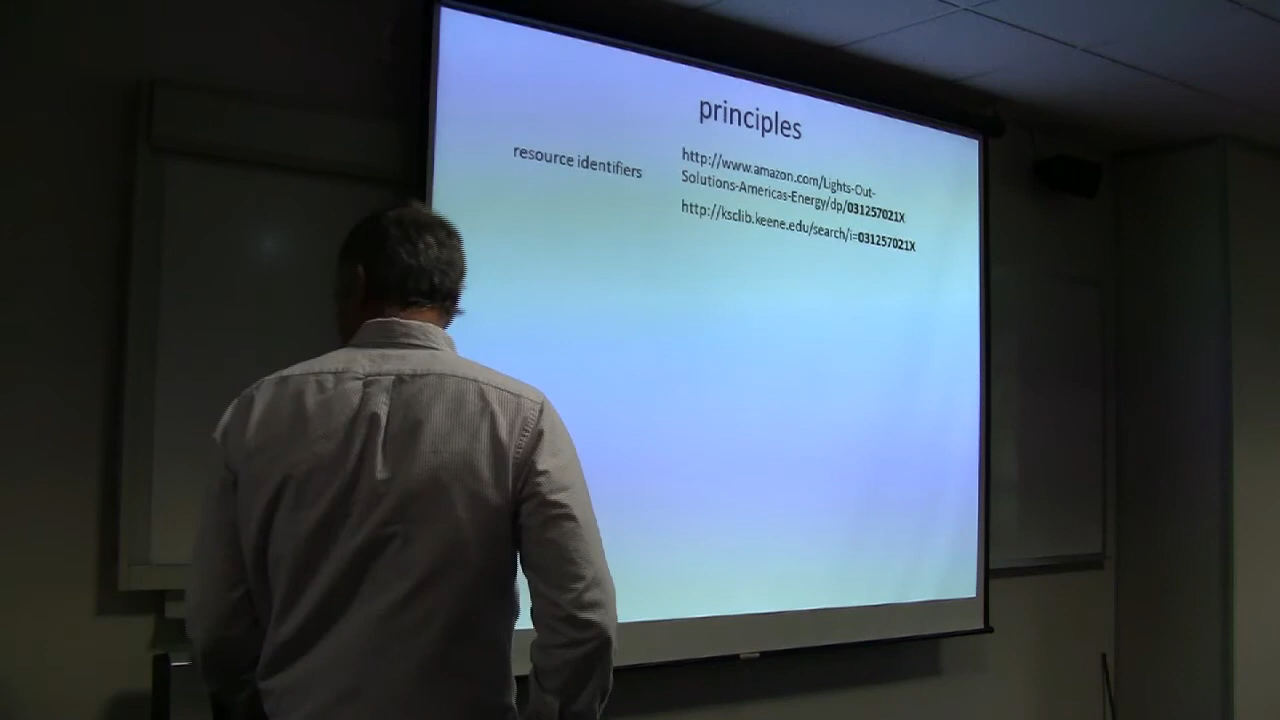 principles
resource identifiers
http://www.amazon.com/Lights-Out-
Solutions-Americas-Energy/dp/031257021X
http://ksclib.keene.edu/search/i=031257021X